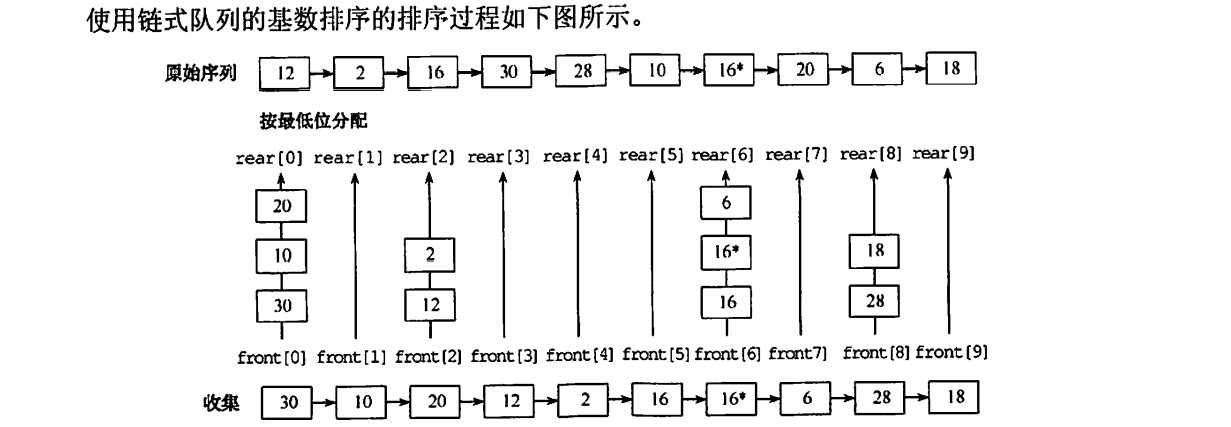 使用链式队列的基数排序的排序过程如下图所示。
原始序列 12 2 16 30 28 10 16* 20 6 18
按最低位分配
rear[0] rear[1] rear[2] rear[3] rear[4] rear[5] rear[6] rear[7] rear[8] rear[9]
20 6
10 2 16* 18
30 12 16 28
front[0] front[1] front[2] front[3] front[4] front[5] front[6] front7] front[8] front[9]
收集 30 10 20 12 2 16 16* 6 28 18